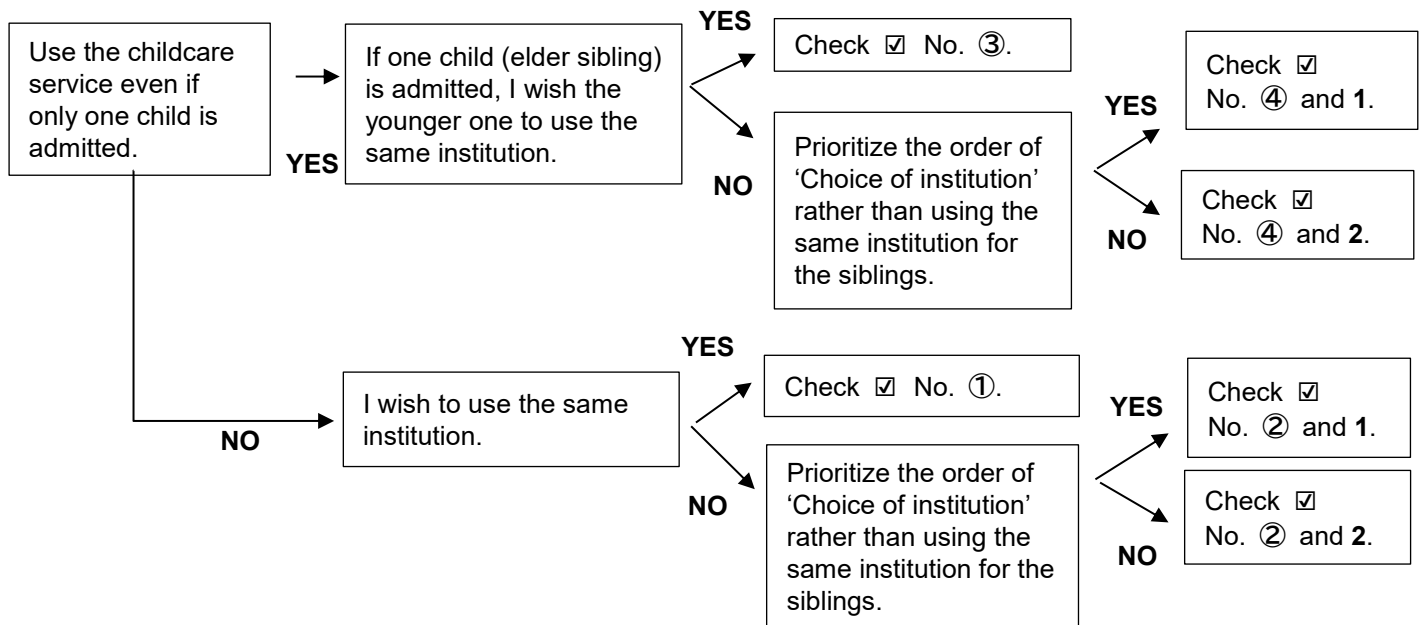 Use the childcare
service even if
only one child is
admitted.
YES
If one child (elder sibling)
is admitted, I wish the
younger one to use the
same institution.
YES
Check ☑ No. ③.
NO
Prioritize the order of
‘Choice of institution’
rather than using the
same institution for
the siblings.
YES
Check ☑
No. ④ and 1.
NO
Check ☑
No. ④ and 2.
NO
I wish to use the same
institution.
YES
Check ☑ No. ①.
NO
Prioritize the order of
‘Choice of institution’
rather than using the
same institution for the
siblings.
YES
Check ☑
No. ② and 1.
NO
Check ☑
No. ② and 2.